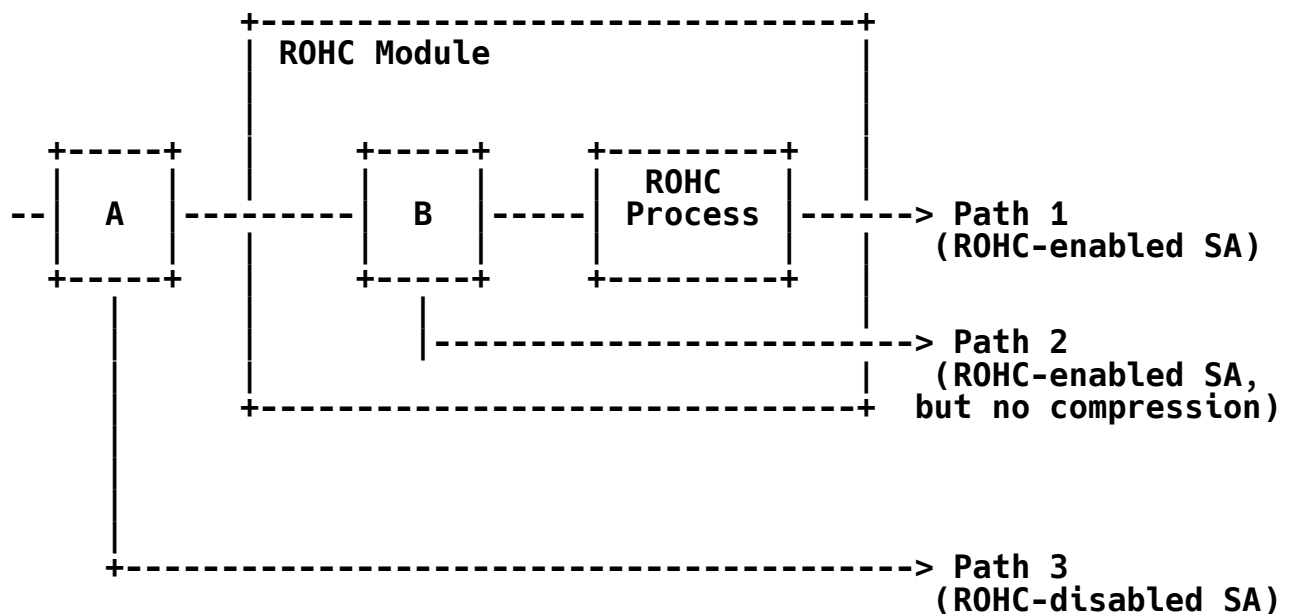 ROHC Module
ROHC
A B Process Path 1
(ROHC-enabled SA)
Path 2
(ROHC-enabled SA,
but no compression)
Path 3
(ROHC-disabled SA)